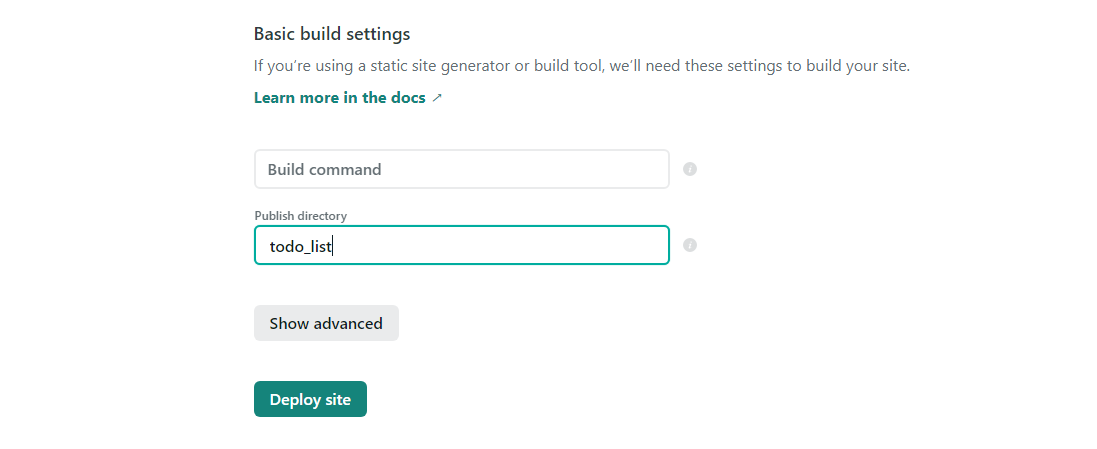 Basic build settings
If you're using a static site generator or build tool, we'll need these settings to build your site.
Learn more in the docs ↗
Build command
i
Publish directory
todo_list
i
Show advanced
Deploy site